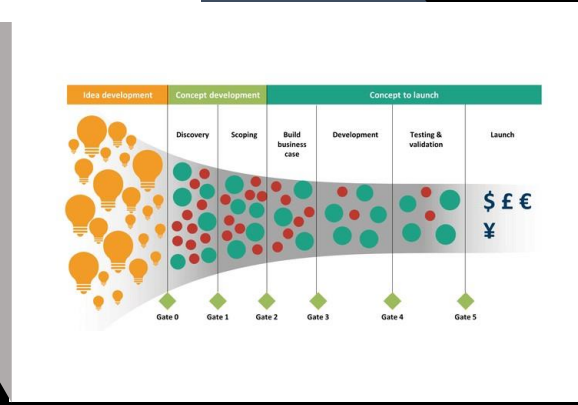 Idea development
Concept development
Concept to launch
Discovery
Scoping
Build
business
case
Development
Testing &
validation
Launch
$ £ €
¥
Gate 0
Gate 1
Gate 2
Gate 3
Gate 4
Gate 5